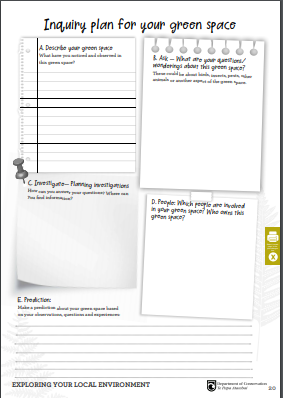 Inquiry plan for your green space
A. Describe your green space
What have you noticed and observed in
this green space?
B. Ask – What are your questions/
wonderings about this green space?
These could be about birds, insects, pests, other
animals or another aspect of the green space.
C. Investigate– Planning investigations
How can you answer your questions? Where can
you find information?
D. People: Which people are involved
in your green space? Who owns this
green space?
E. Prediction:
Make a prediction about your green space based
on your observations, questions and experiences
EXPLORING YOUR LOCAL ENVIRONMENT
Department of Conservation
Te Papa Atawhai
20